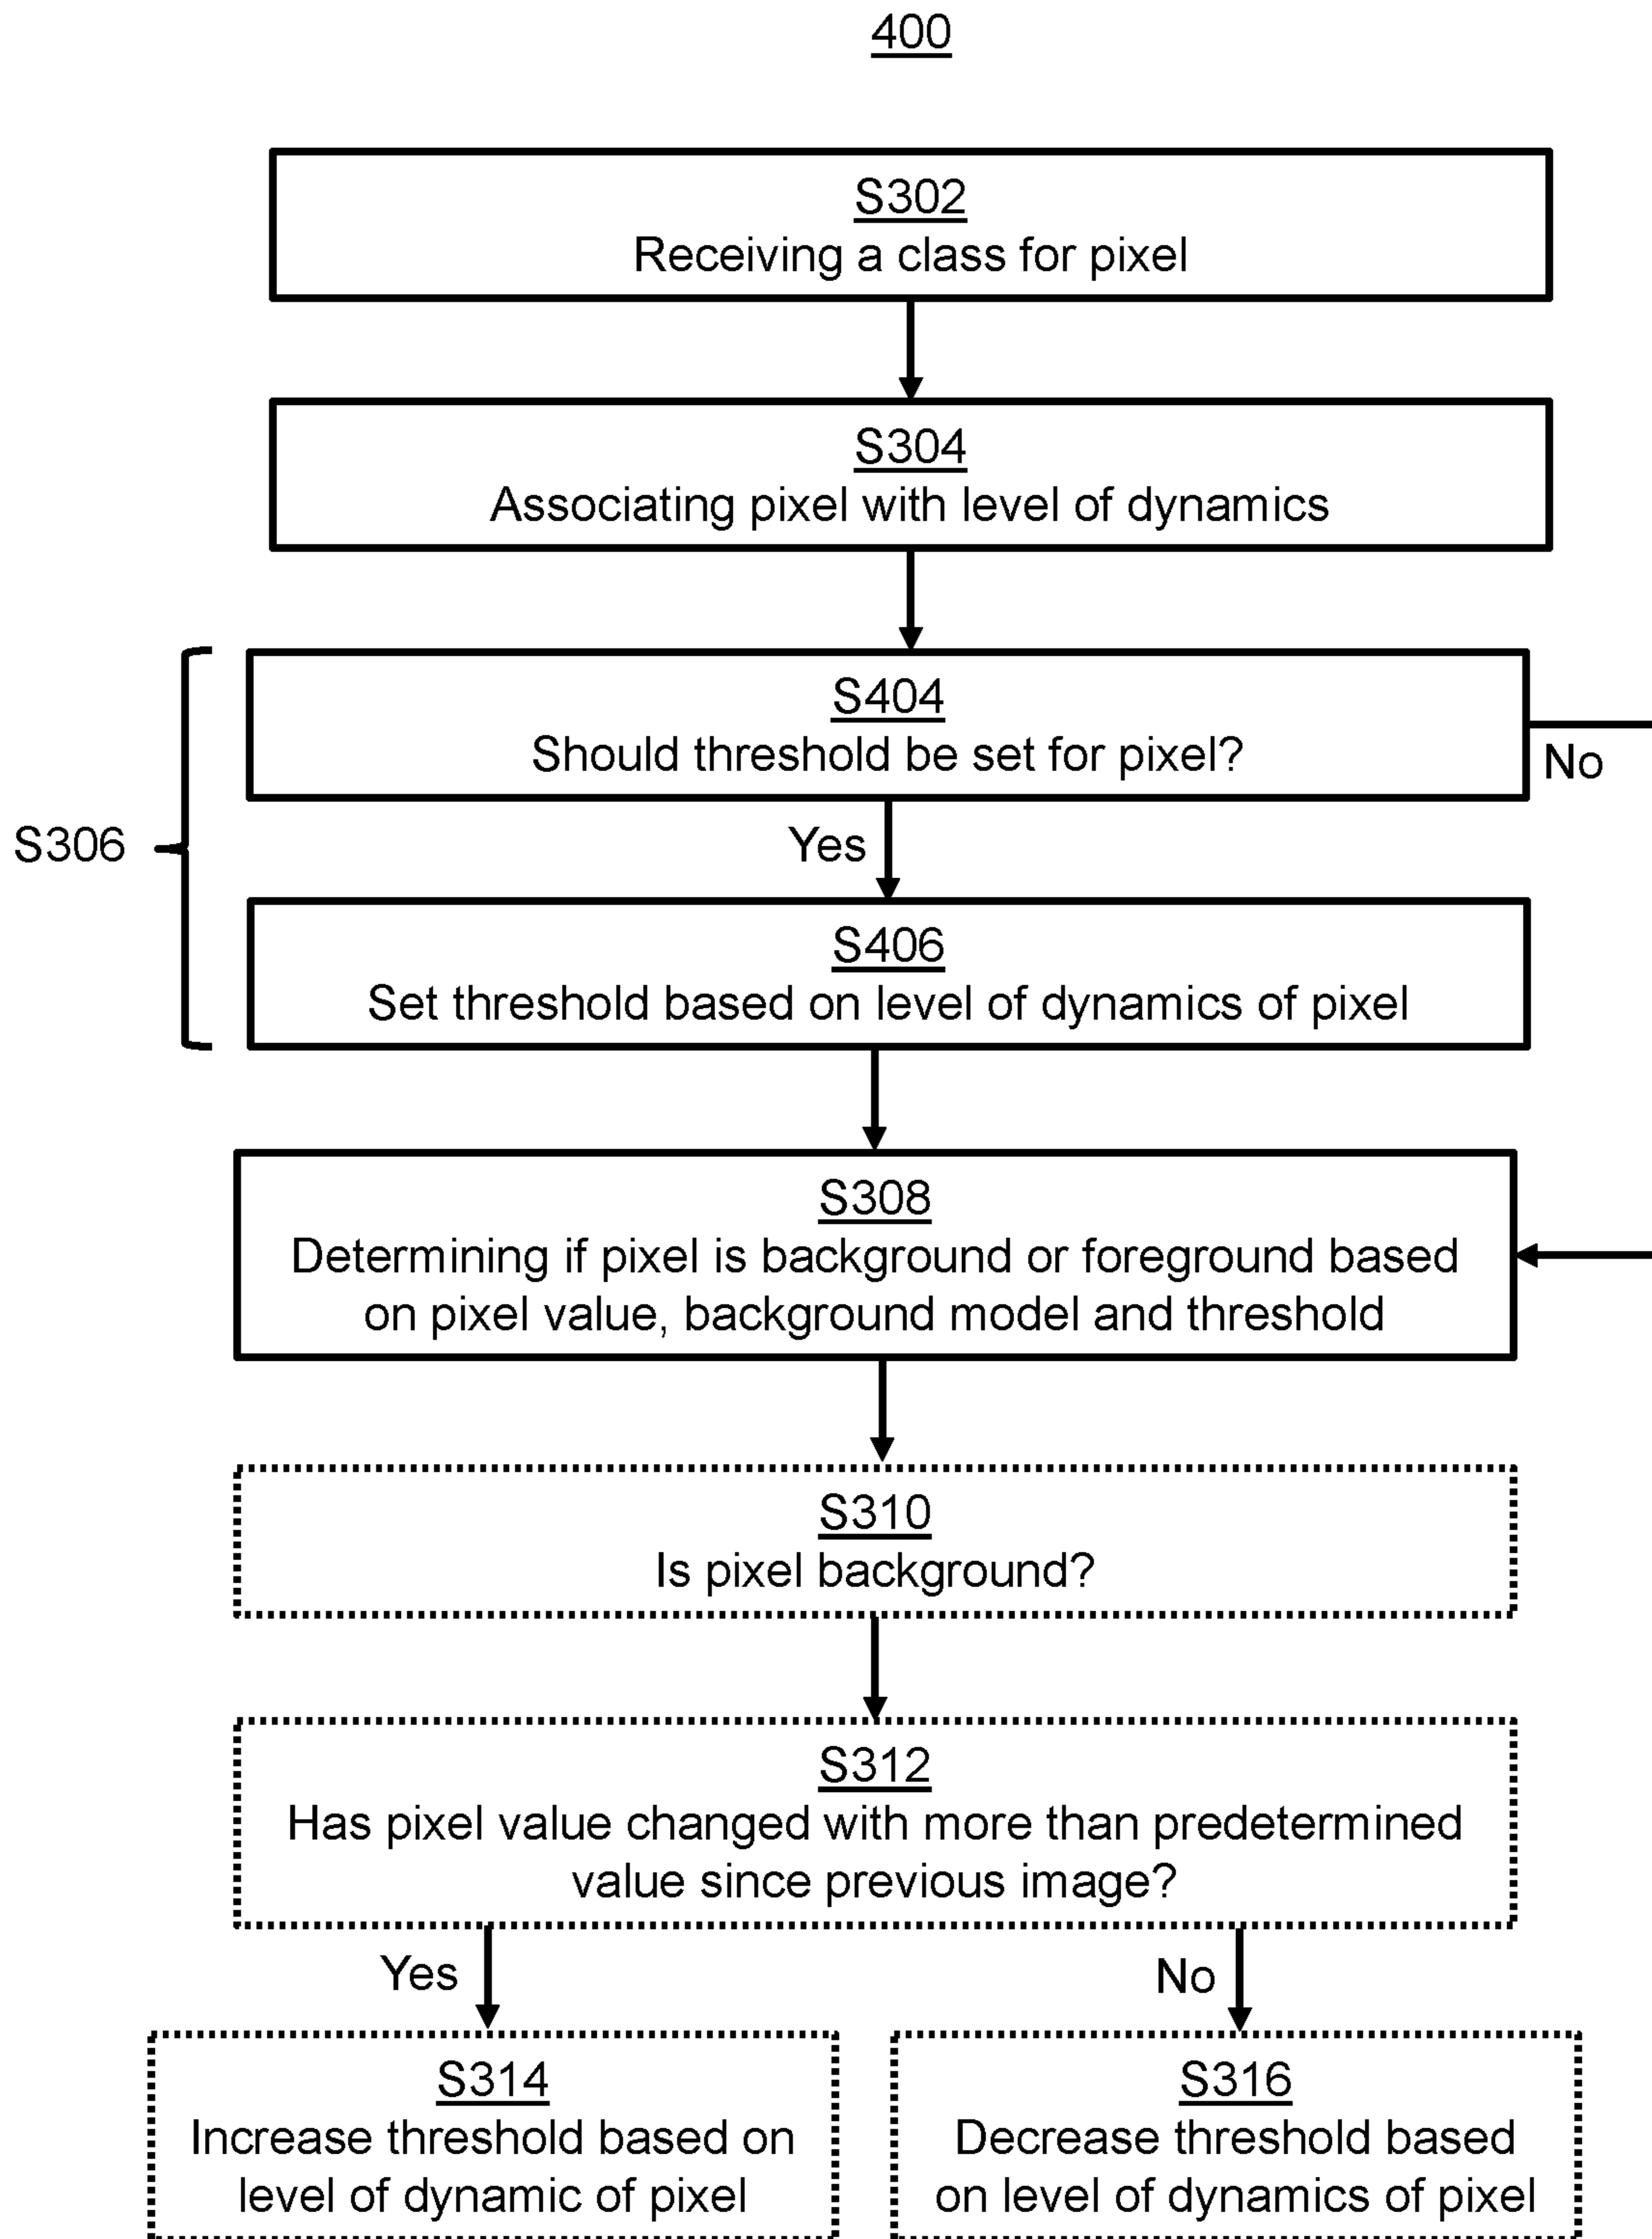 400
S302
Receiving a class for pixel
S304
Associating pixel with level of dynamics
S404
Should threshold be set for pixel?
No
Yes
S306
S406
Set threshold based on level of dynamics of pixel
S308
Determining if pixel is background or foreground based
on pixel value, background model and threshold
S310
Is pixel background?
S312
Has pixel value changed with more than predetermined
value since previous image?
Yes
No
S314
Increase threshold based on
level of dynamic of pixel
S316
Decrease threshold based
on level of dynamics of pixel